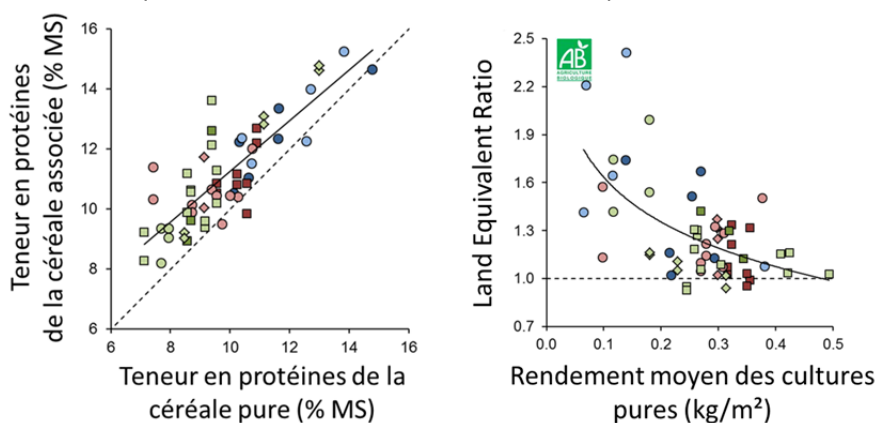 Teneur en protéines
de la céréale associée (% MS)
16
14
12
10
8
6
6 8 10 12 14 16
Teneur en protéines de la
céréale pure (% MS)
Land Equivalent Ratio
2.5
2.2
1.9
1.6
1.3
1.0
0.7
AB
AGRICULTURE
BIOLOGIQUE
0.0 0.1 0.2 0.3 0.4 0.5
Rendement moyen des cultures
pures (kg/m²)